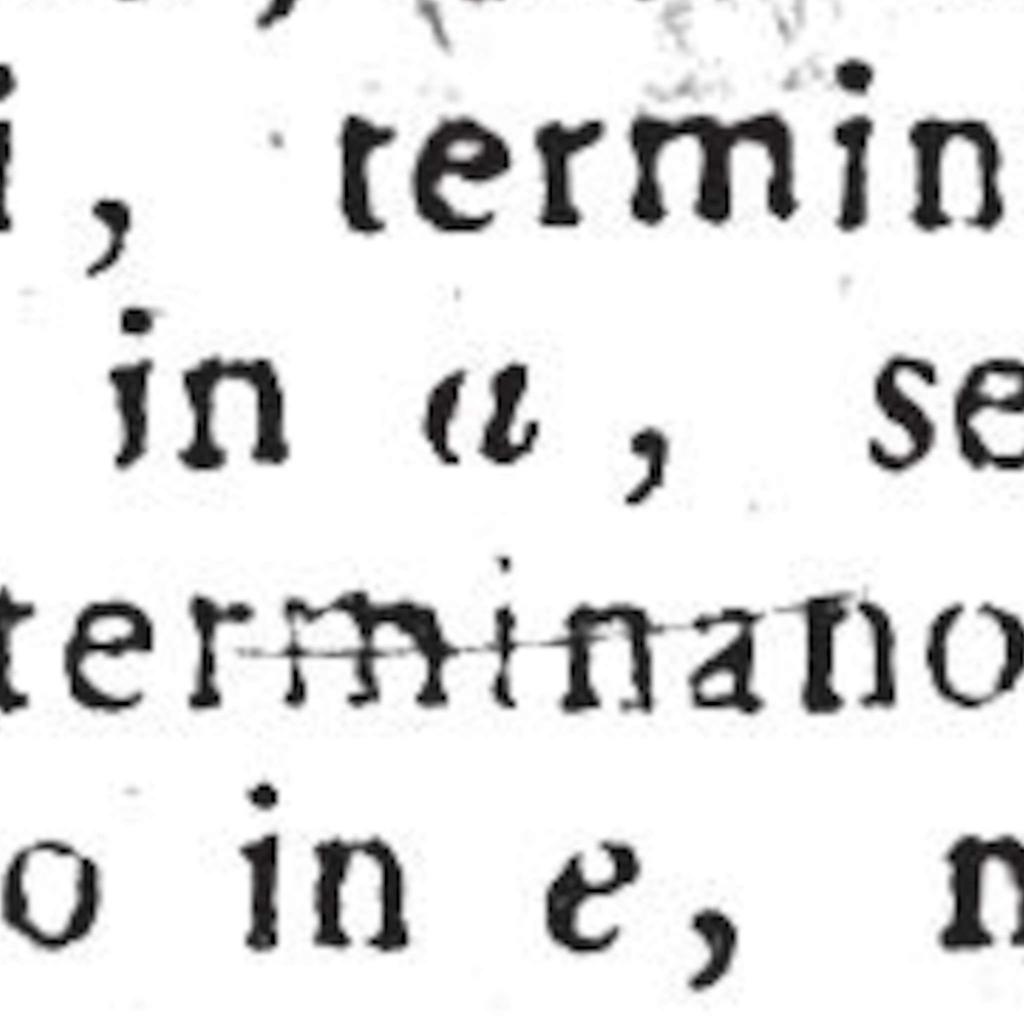 i, termin
in a, se
terminano
o in e, n